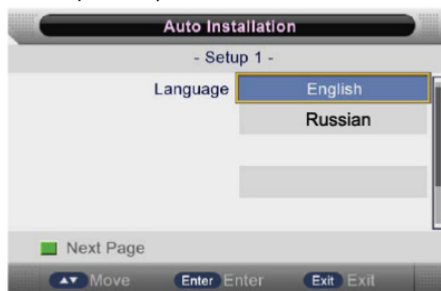 Auto Installation
- Setup 1 -
Language English
Russian
Next Page
▲▼ Move Enter Enter Exit Exit